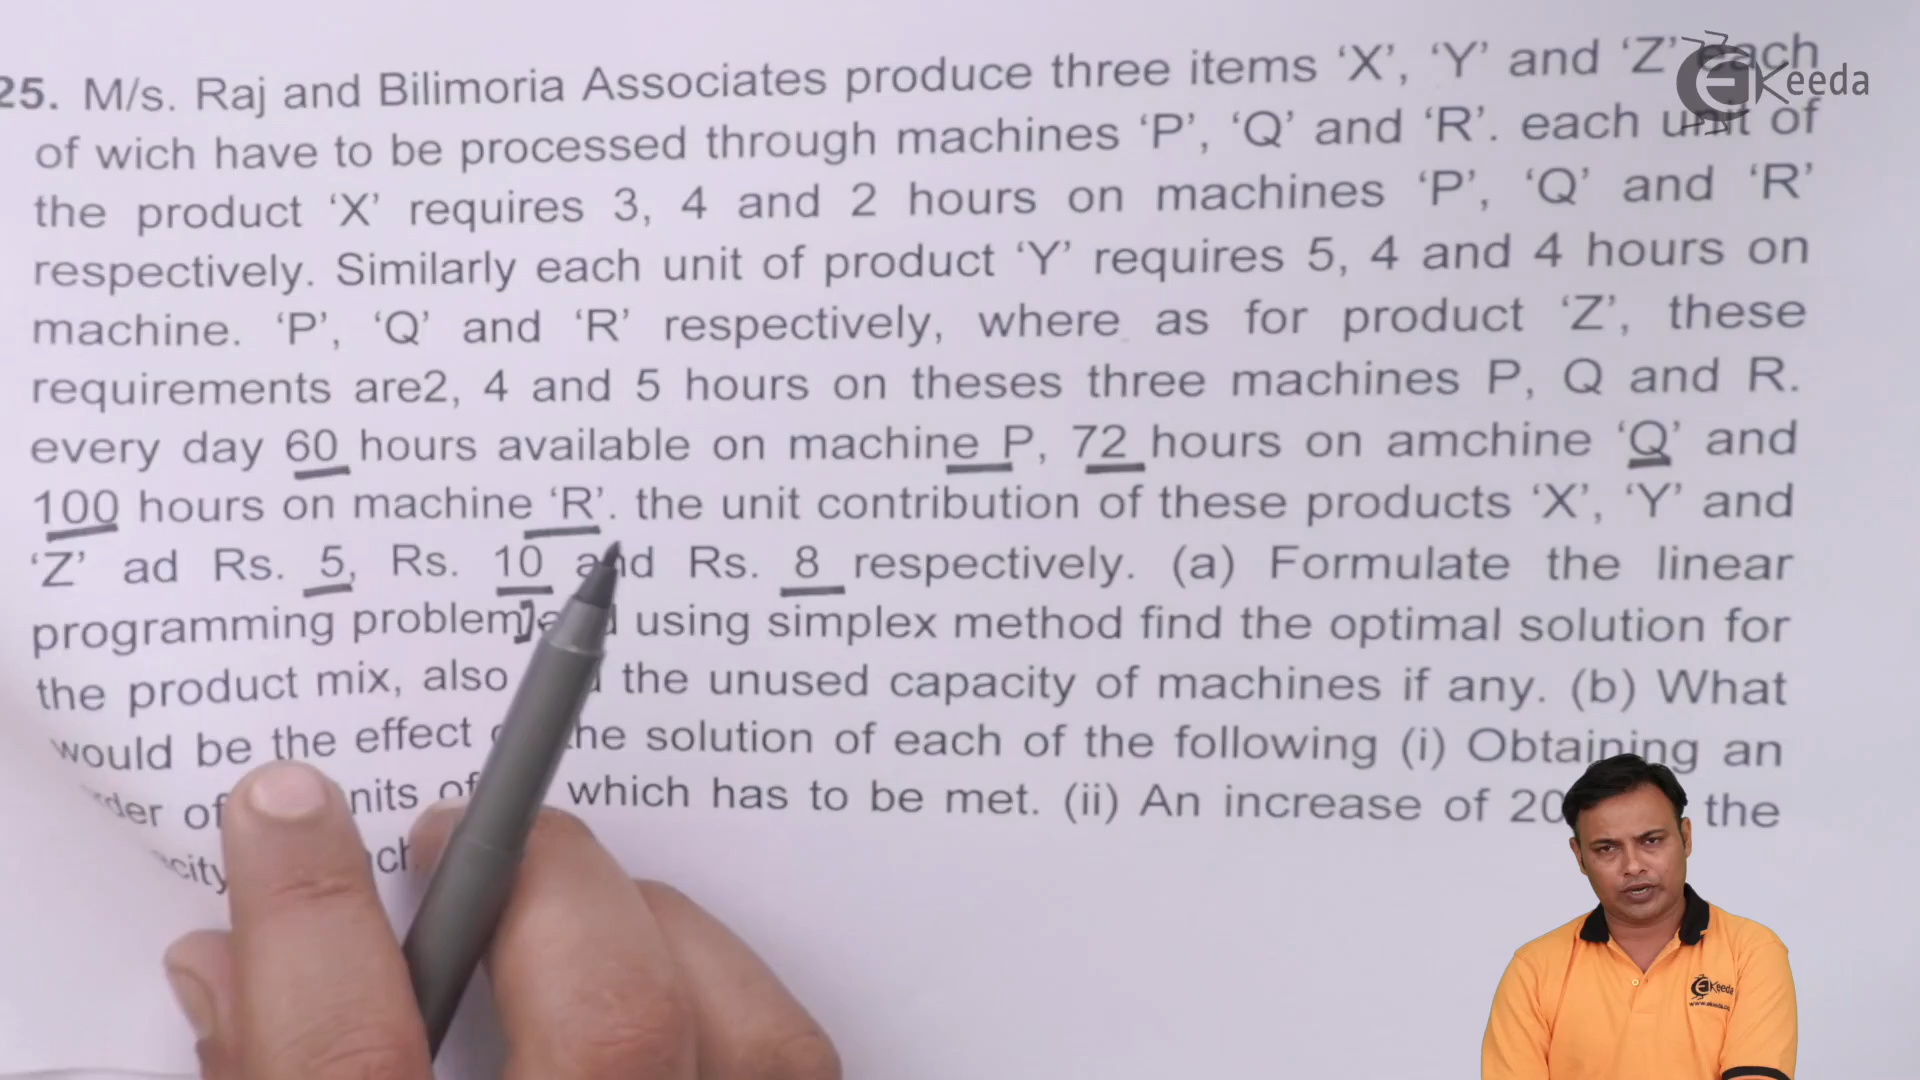 25. M/s. Raj and Bilimoria Associates produce three items ‘X’, ‘Y’ and ‘Z’ each
of wich have to be processed through machines ‘P’, ‘Q’ and ‘R’. each unit of
the product ‘X’ requires 3, 4 and 2 hours on machines ‘P’, ‘Q’ and ‘R’
respectively. Similarly each unit of product ‘Y’ requires 5, 4 and 4 hours on
machine. ‘P’, ‘Q’ and ‘R’ respectively, where as for product ‘Z’, these
requirements are2, 4 and 5 hours on theses three machines P, Q and R.
every day 60 hours available on machine P, 72 hours on amchine ‘Q’ and
100 hours on machine ‘R’. the unit contribution of these products ‘X’, ‘Y’ and
‘Z’ ad Rs. 5, Rs. 10 and Rs. 8 respectively. (a) Formulate the linear
programming problem using simplex method find the optimal solution for
the product mix, also the unused capacity of machines if any. (b) What
would be the effect the solution of each of the following (i) Obtaining an
of which has to be met. (ii) An increase of the
Ekeeda
Ekeeda